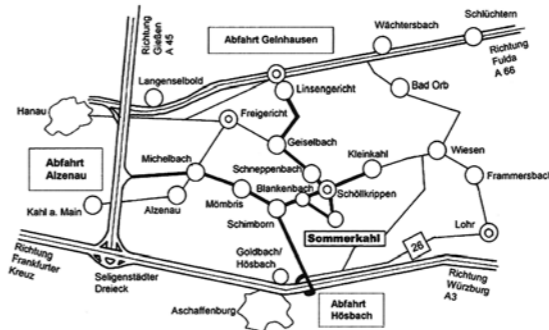 Richtung
Gießen
A 45
Abfahrt Gelnhausen
Wächtersbach
Schlüchtern
Richtung
Fulda
A 66
Langenselbold
Linsengericht
Bad Orb
Hanau
Freigericht
Geiselbach
Abfahrt
Alzenau
Michelbach
Schneppenbach
Kleinkahl
Wiesen
Blankenbach
Schöllkrippen
Frammersbach
Kahl a. Main
Alzenau
Mömbris
Schimborn
Sommerkahl
Lohr
26
Richtung
Frankfurter
Kreuz
Seligenstädter
Dreieck
Goldbach/
Hösbach
Aschaffenburg
Abfahrt
Hösbach
Richtung
Würzburg
A3